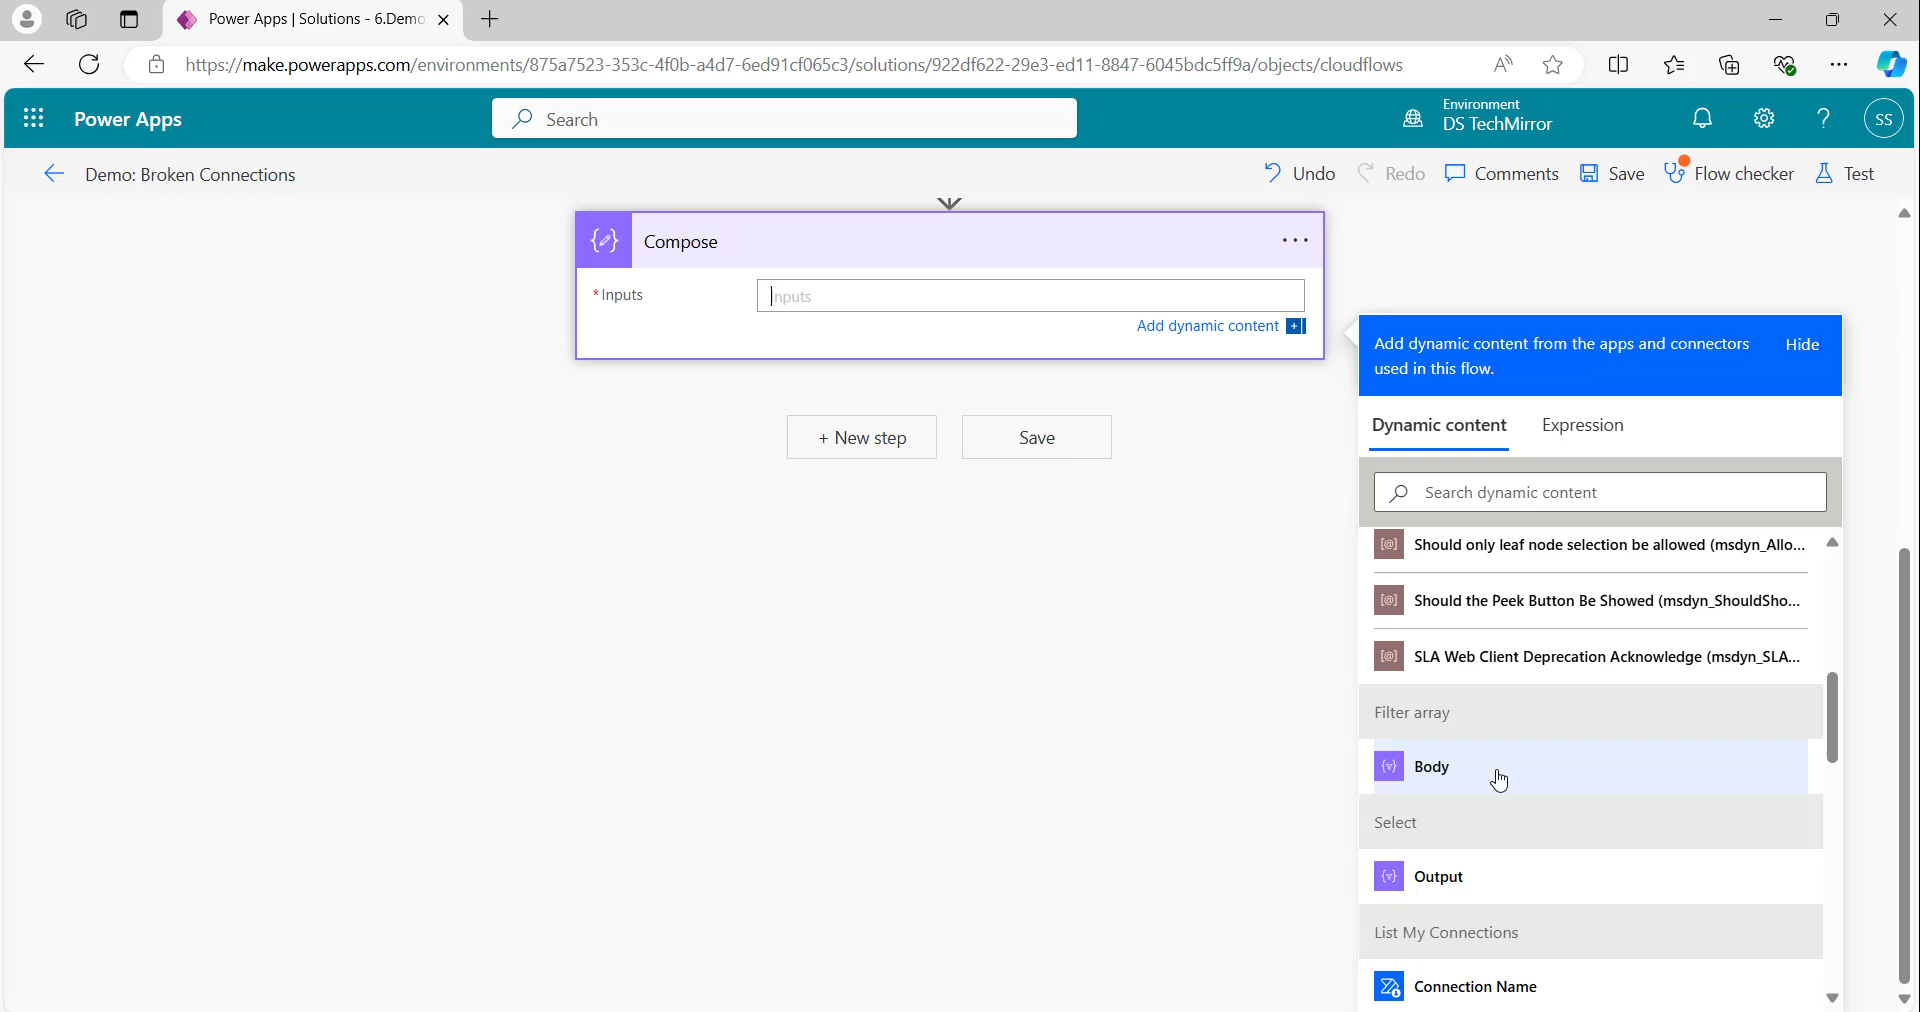 Power Apps | Solutions - 6.Demo
https://make.powerapps.com/environments/875a7523-353c-4f0b-a4d7-6ed91cf065c3/solutions/922df622-29e3-ed11-8847-6045bdc5ff9a/objects/cloudflows
Power Apps
Search
Environment
DS TechMirror
SS
Demo: Broken Connections
Undo
Redo
Comments
Save
Flow checker
Test
Compose
* Inputs
Inputs
Add dynamic content
+ New step
Save
Add dynamic content from the apps and connectors
used in this flow.
Hide
Dynamic content
Expression
Search dynamic content
Should only leaf node selection be allowed (msdyn_Allo...
Should the Peek Button Be Showed (msdyn_ShouldSho...
SLA Web Client Deprecation Acknowledge (msdyn_SLA...
Filter array
Body
Select
Output
List My Connections
Connection Name